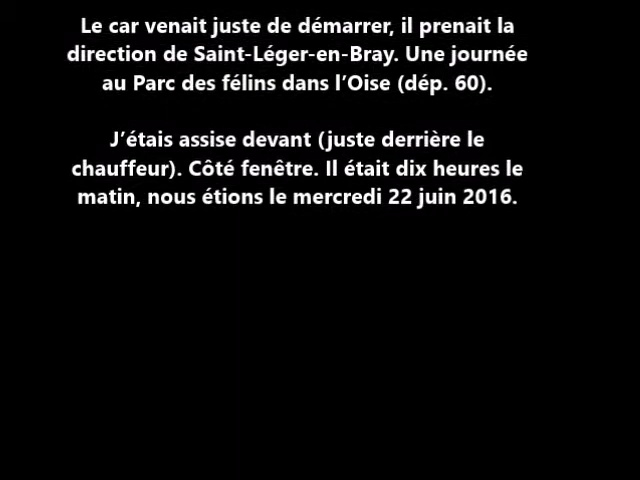 Le car venait juste de démarrer, il prenait la
direction de Saint-Léger-en-Bray. Une journée
au Parc des félins dans l’Oise (dép. 60).
J’étais assise devant (juste derrière le
chauffeur). Côté fenêtre. Il était dix heures le
matin, nous étions le mercredi 22 juin 2016.